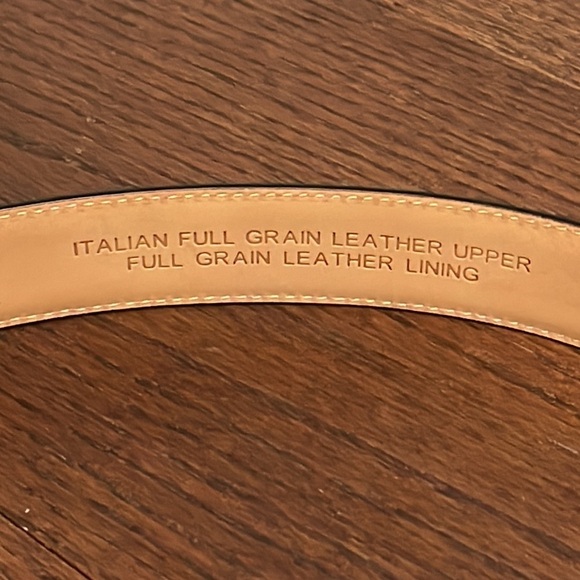 ITALIAN FULL GRAIN LEATHER UPPER
FULL GRAIN LEATHER LINING